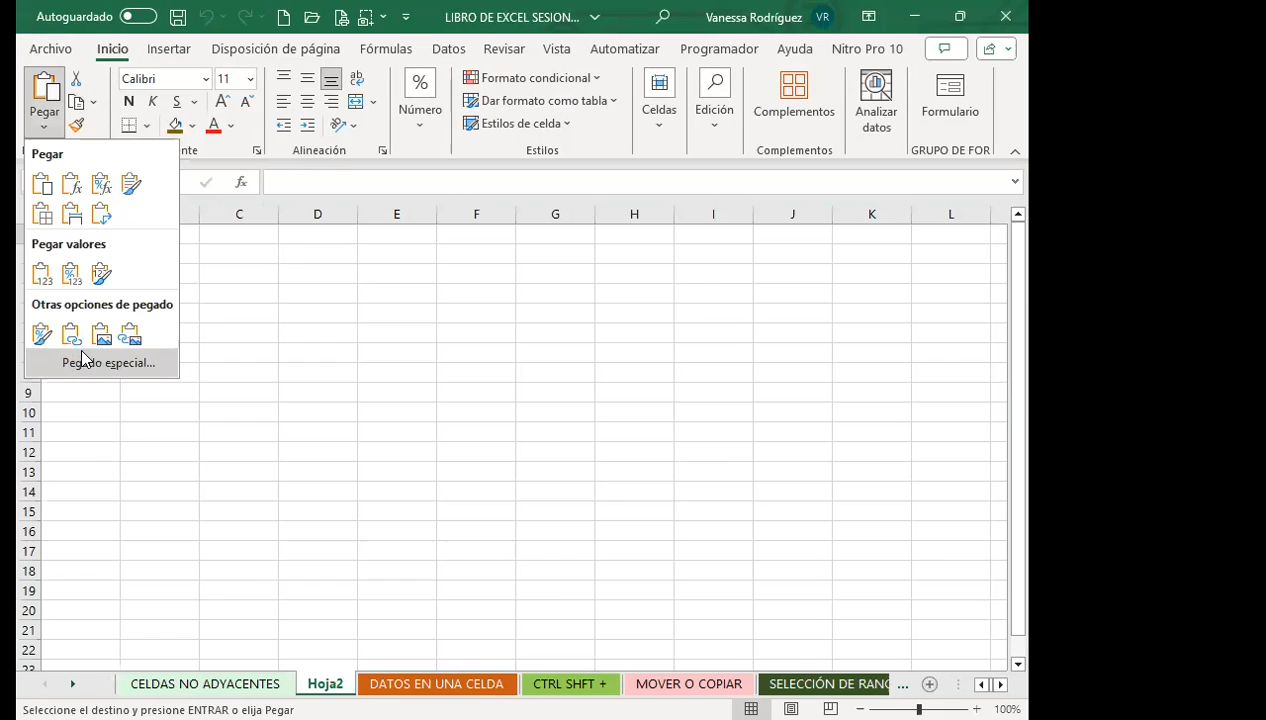 Autoguardado
LIBRO DE EXCEL SESION...
Vanessa Rodríguez
VR
Archivo Inicio Insertar Disposición de página Fórmulas Datos Revisar Vista Automatizar Programador Ayuda Nitro Pro 10
Pegar
Calibri
11
N K S
Número
Formato condicional
Dar formato como tabla
Estilos de celda
Celdas
Edición
Complementos
Analizar
datos
Formulario
Alineación
Estilos
Complementos
GRUPO DE FOR
Pegar
Pegar valores
Otras opciones de pegado
Pegado especial...
C D E F G H I J K L
9
10
11
12
13
14
15
16
17
18
19
20
21
22
23
CELDAS NO ADYACENTES
Hoja2
DATOS EN UNA CELDA
CTRL SHFT +
MOVER O COPIAR
SELECCIÓN DE RANG
...
Seleccione el destino y presione ENTRAR o elija Pegar
100%